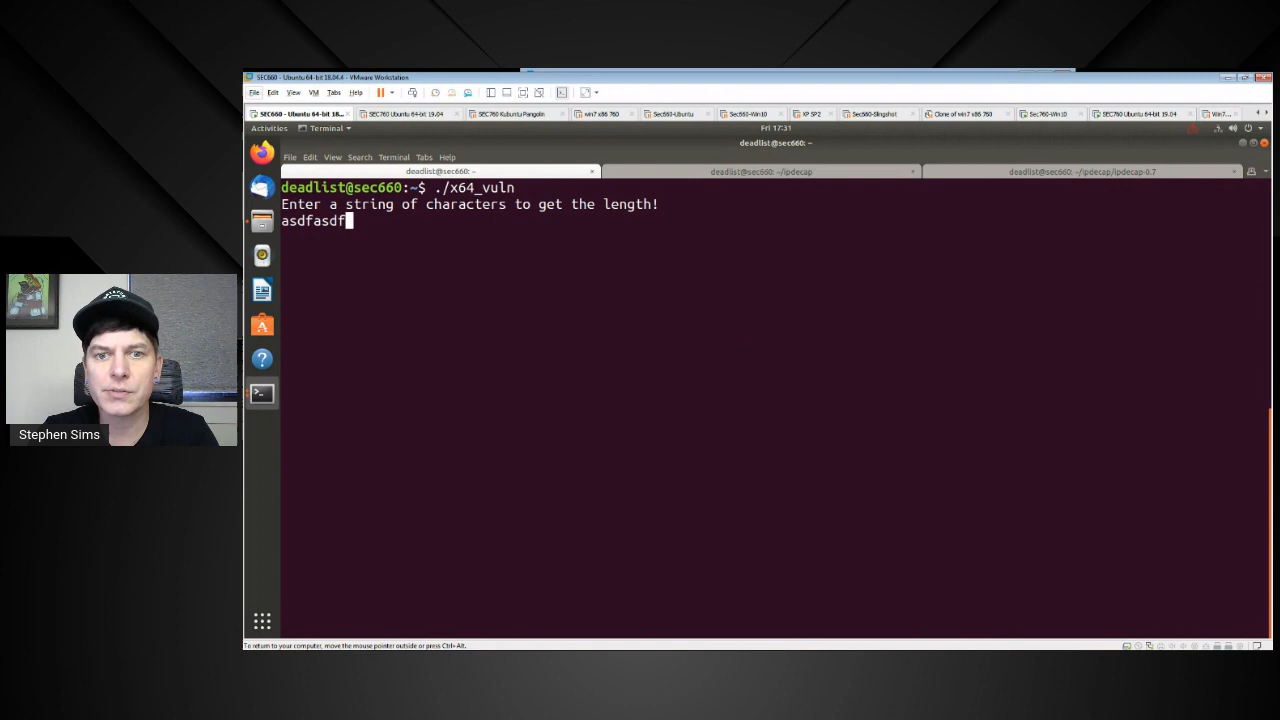 SEC660 - Ubuntu 64-bit 18.04.4 - VMware Workstation
File Edit View VM Tabs Help
SEC660 - Ubuntu 64-bit 18... SEC760 Ubuntu 64-bit 19.04 SEC760 Kubuntu Pangolin win7 x86 760 Sec660-Ubuntu Sec660-Win10 XP SP2 Sec660-Slingshot Clone of win7 x86 760 Sec760-Win10 SEC760 Ubuntu 64-bit 19.04 Win7...
Activities Terminal Fri 17:31
deadlist@sec660: ~
File Edit View Search Terminal Tabs Help
deadlist@sec660: ~ deadlist@sec660: ~/ipdecap deadlist@sec660: ~/ipdecap/ipdecap-0.7
deadlist@sec660:~$ ./x64_vuln
Enter a string of characters to get the length!
asdfasdf
Stephen Sims
To return to your computer, move the mouse pointer outside or press Ctrl+Alt.